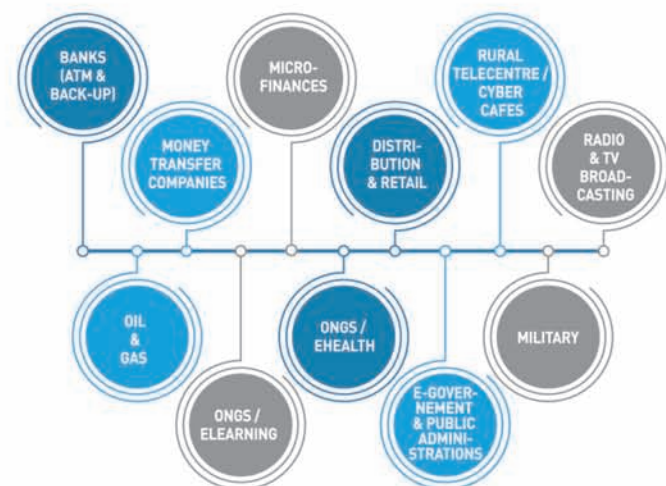 BANKS
(ATM &
BACK-UP)
MICRO-
FINANCES
RURAL
TELECENTRE /
CYBER
CAFES
MONEY
TRANSFER
COMPANIES
DISTRI-
BUTION
& RETAIL
RADIO
& TV
BROAD-
CASTING
OIL
&
GAS
ONGS /
EHEALTH
MILITARY
ONGS /
ELEARNING
E-GOVER-
NEMENT
& PUBLIC
ADMINI-
STRATIONS